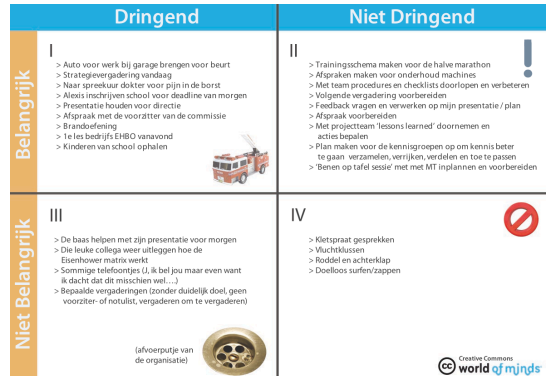 Dringend
Niet Dringend
Belangrijk
I
> Auto voor werk bij garage brengen voor beurt
> Strategievergadering vandaag
> Naar spreekuur dokter voor pijn in de borst
> Alexis inschrijven school voor deadline van morgen
> Presentatie houden voor directie
> Afspraak met de voorzitter van de commissie
> Brandoefening
> 1e les bedrijfs EHBO vanavond
> Kinderen van school ophalen
II
> Trainingsschema maken voor de halve marathon
> Afspraken maken voor onderhoud machines
> Met team procedures en checklists doorlopen en verbeteren
> Volgende vergadering voorbereiden
> Feedback vragen en verwerken op mijn presentatie / plan
> Afspraak voorbereiden
> Met projectteam ‘lessons learned’ doornemen en
acties bepalen
> Plan maken voor de kennisgroepen op om kennis beter
te gaan verzamelen, verrijken, verdelen en toe te passen
> ‘Benen op tafel sessie’ met met MT inplannen en voorbereiden
Niet Belangrijk
III
> De baas helpen met zijn presentatie voor morgen
> Die leuke collega weer uitleggen hoe de
Eisenhower matrix werkt
> Sommige telefoontjes (J, ik bel jou maar even want
ik dacht dat dit misschien wel….)
> Bepaalde vergaderingen (zonder duidelijk doel, geen
voorziter- of notulist, vergaderen om te vergaderen)
(afvoerputje van
de organisatie)
IV
> Kletspraat gesprekken
> Vluchtklussen
> Roddel en achterklap
> Doelloos surfen/zappen
Creative Commons
cc world of minds